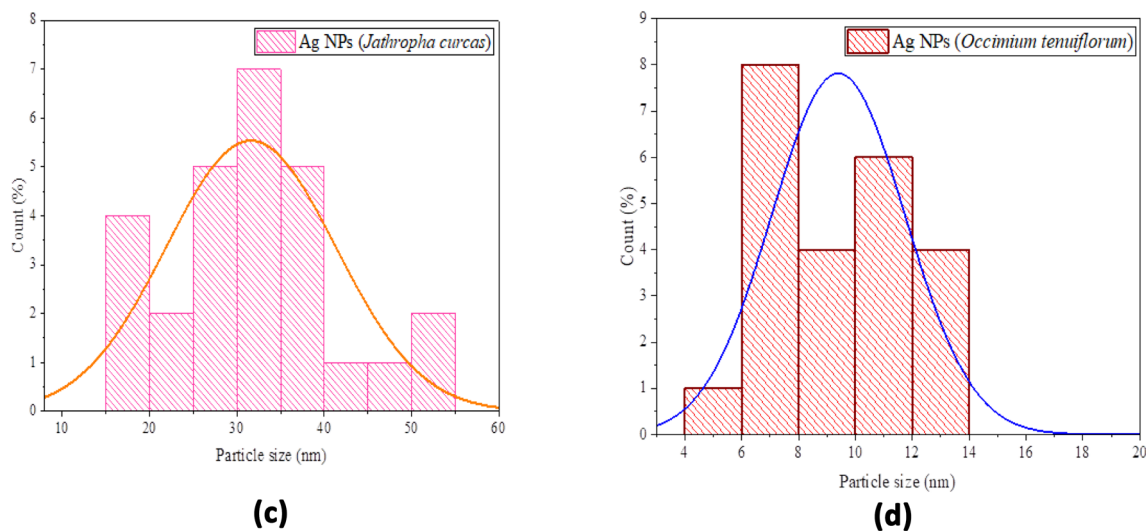 Ag NPs (Jathropha curcas)
Count (%)
8
7
6
5
4
3
2
1
0
10 20 30 40 50 60
Particle size (nm)
(c)
Ag NPs (Occimium tenuiflorum)
Count (%)
9
8
7
6
5
4
3
2
1
0
4 6 8 10 12 14 16 18 20
Particle size (nm)
(d)